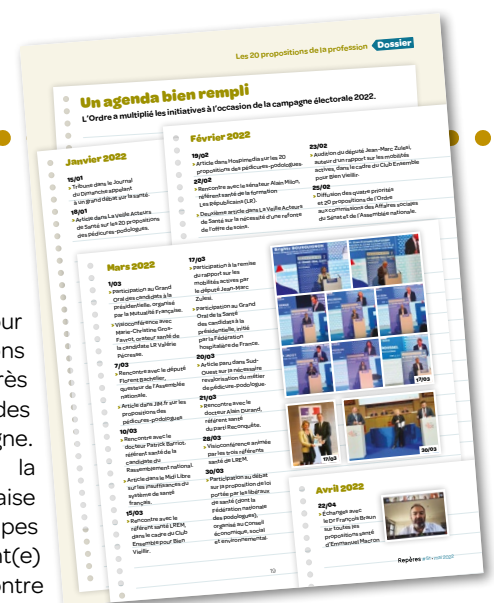 Les 20 propositions de la profession Dossier
Un agenda bien rempli
L'Ordre a multiplié les initiatives à l'occasion de la campagne électorale 2022.
Janvier 2022
15/01
> Tribune dans le Journal
du Dimanche appelant
à un grand débat sur la santé.
18/01
> Article dans La Veille Acteurs
de Santé sur les 20 propositions
des pédicures-podologues.
Février 2022
19/02
> Article dans Hospimedia sur les 20
propositions des pédicures-podologues.
22/02
> Rencontre avec le sénateur Alain Milon,
référent santé de la formation
Les Républicains (LR).
> Deuxième article dans La Veille Acteurs
de Santé sur la nécessité d'une refonte
de l'offre de soins.
23/02
> Audition du député Jean-Marc Zulesi,
auteur d'un rapport sur les mobilités
actives, dans le cadre du Club Ensemble
pour Bien Vieillir.
25/02
> Diffusion des quatre priorités
et 20 propositions de l'Ordre
aux commissions des Affaires sociales
du Sénat et de l'Assemblée nationale.
Mars 2022
1/03
> Participation au Grand
Oral des candidats à la
présidentielle, organisé
par la Mutualité Française.
> Visioconférence avec
Marie-Christine Gros-
Favrot, orateur santé de
la candidate LR Valérie
Pécresse.
7/03
> Rencontre avec le député
Florent Bachelier,
questeur de l'Assemblée
nationale.
> Article dans JIM.fr sur les
propositions des
pédicures-podologues
10/03
> Rencontre avec le
docteur Patrick Barriot,
référent santé de la
candidate du
Rassemblement national.
> Article dans le Midi Libre
sur les insuffisances du
système de santé
français.
15/03
> Rencontre avec le
référent santé LREM,
dans le cadre du Club
Ensemble pour Bien
Vieillir.
17/03
> Participation à la remise
du rapport sur les
mobilités actives par
le député Jean-Marc
Zulesi.
> Participation au Grand
Oral de la Santé
des candidats à la
présidentielle, initié
par la Fédération
hospitalière de France.
20/03
> Article paru dans Sud-
Ouest sur la nécessaire
revalorisation du métier
de pédicure-podologue.
21/03
> Rencontre avec le
docteur Alain Durand,
référent santé
du parti Reconquête.
28/03
> Visioconférence animée
par les trois référents
santé de LREM.
30/03
> Participation au débat
sur la proposition de loi
portée par les libéraux
de santé (dont la
Fédération nationale
des podologues),
organisé au Conseil
économique, social
et environnemental.
17/03
17/03
30/03
Avril 2022
22/04
> Échanges avec
le Dr François Braun
sur toutes les
propositions santé
d'Emmanuel Macron
19
Repères
our
ons
rès
des
gne.
la
aise
pes
nt(e)
ontre